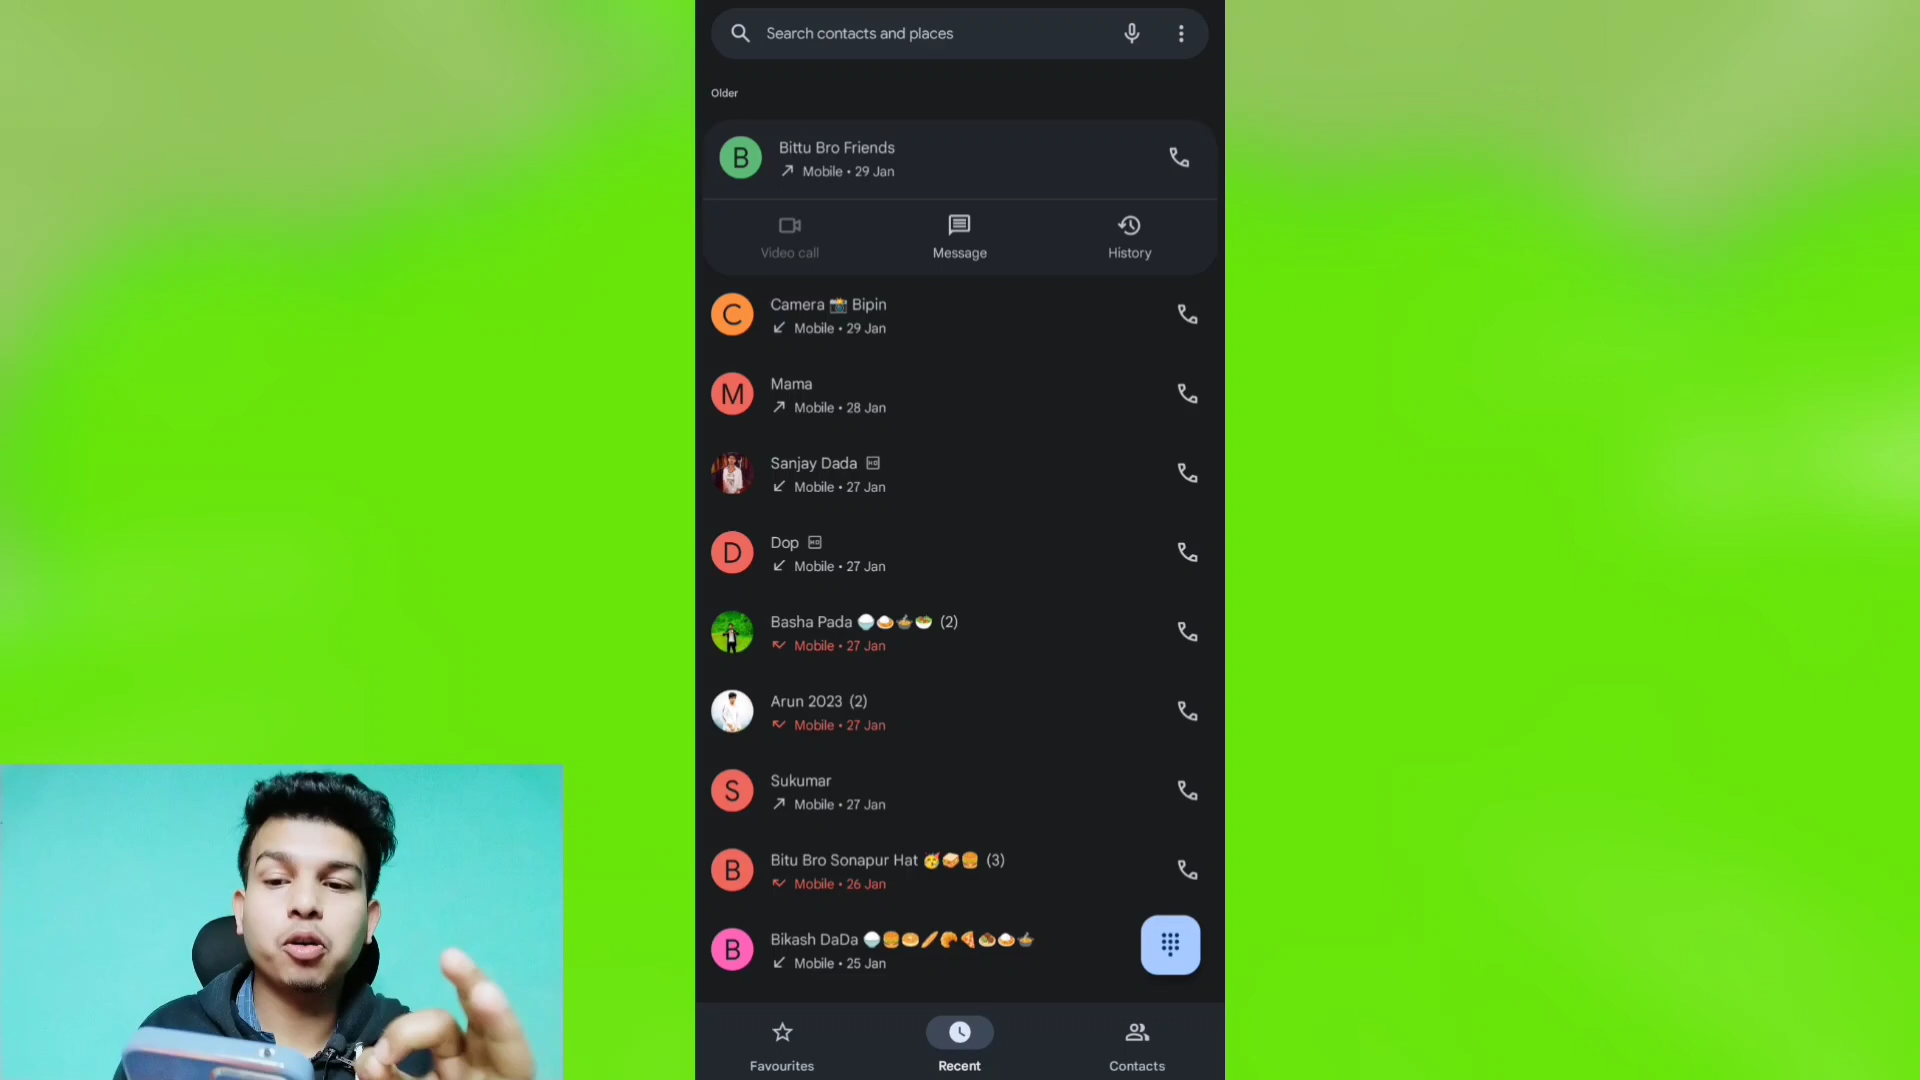 Search contacts and places
Older
B
Bittu Bro Friends
Mobile • 29 Jan
Video call
Message
History
C
Camera 📸 Bipin
Mobile • 29 Jan
M
Mama
Mobile • 28 Jan
Sanjay Dada HD
Mobile • 27 Jan
D
Dop HD
Mobile • 27 Jan
Basha Pada 🍚🍛🍲🥗 (2)
Mobile • 27 Jan
Arun 2023 (2)
Mobile • 27 Jan
S
Sukumar
Mobile • 27 Jan
B
Bitu Bro Sonapur Hat 🥳🥪🍔 (3)
Mobile • 26 Jan
B
Bikash DaDa 🍚🍔🥯🥖🥐🍕🧆🍛🍲
Mobile • 25 Jan
Favourites
Recent
Contacts